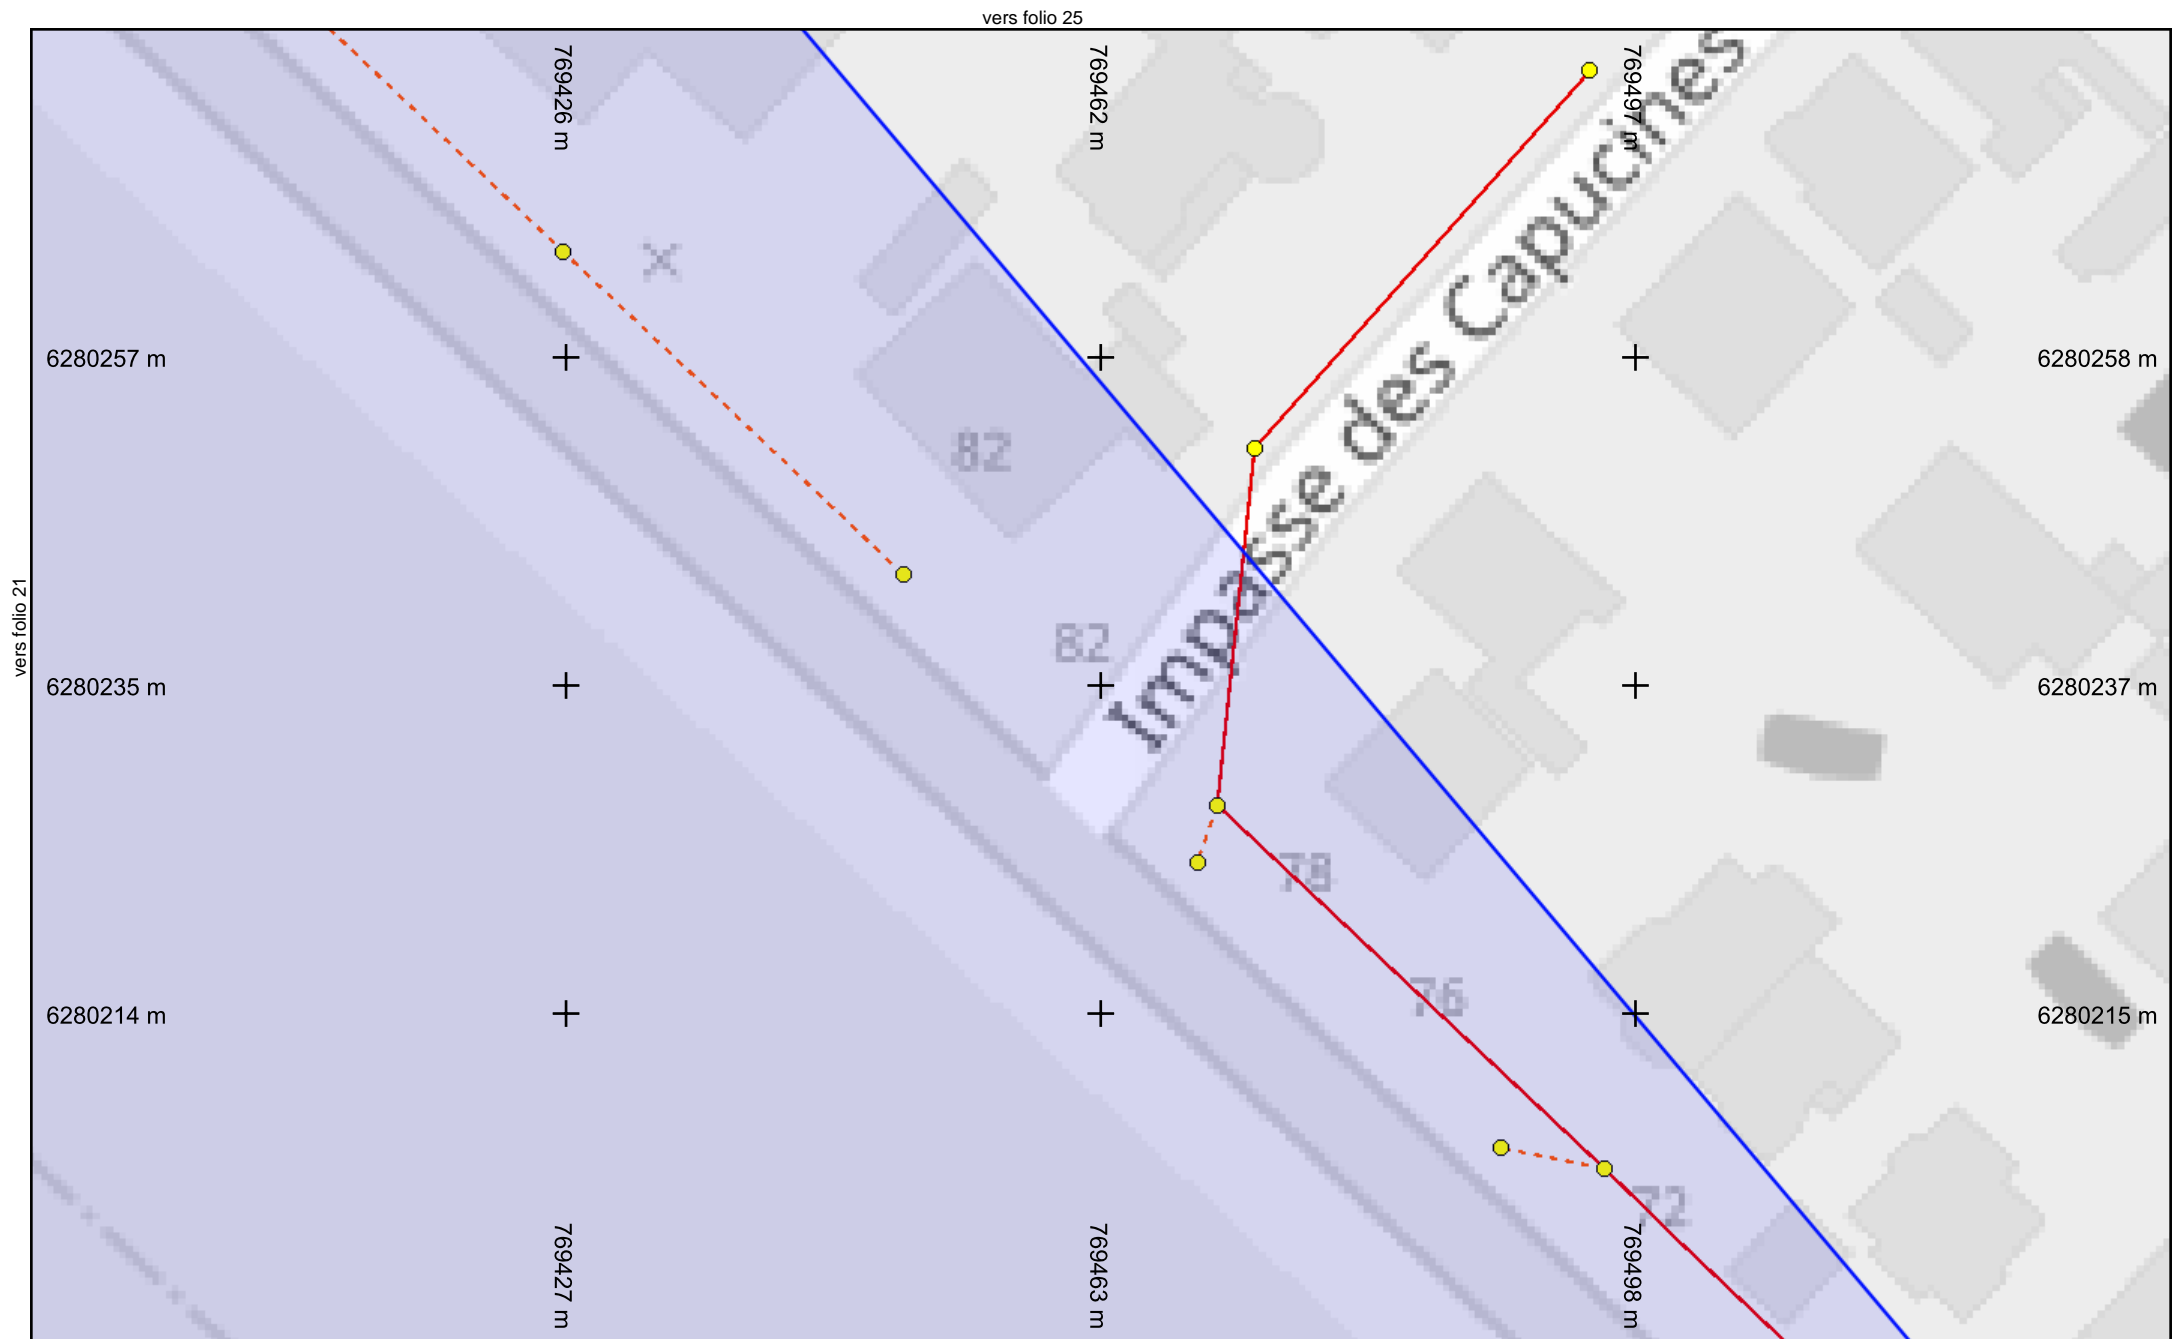 vers folio 25
769426 m
769462 m
769497 m
Impasse des Capucines
6280257 m
6280258 m
82
82
vers folio 21
6280235 m
6280237 m
78
76
6280214 m
6280215 m
72
769427 m
769463 m
769498 m